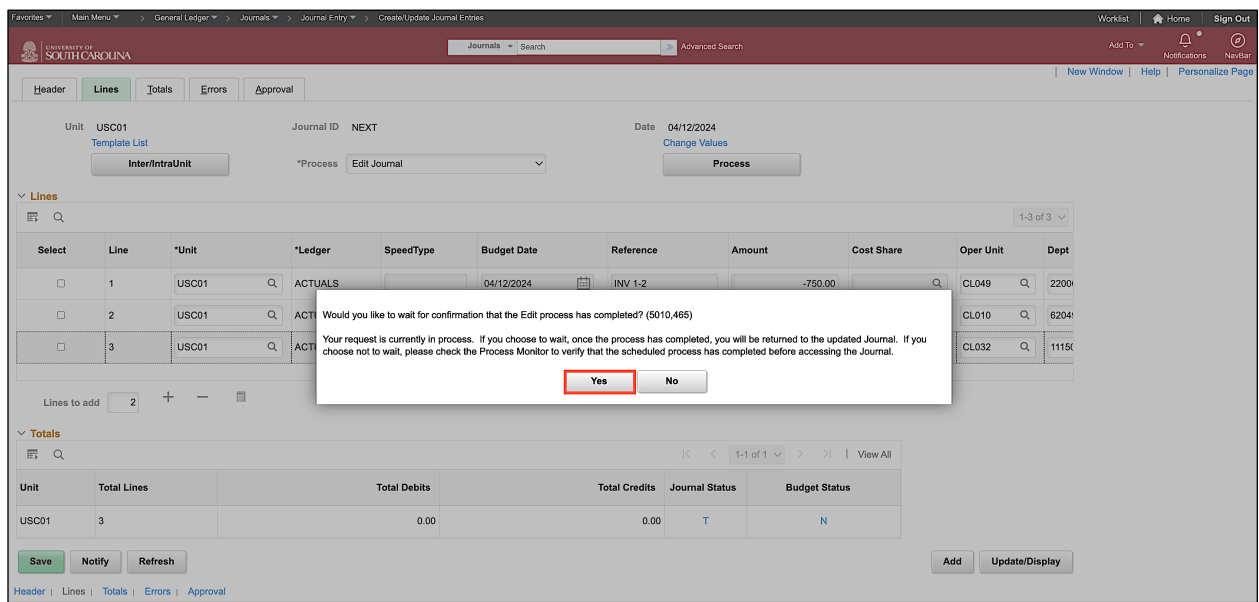 Favorites Main Menu > General Ledger > Journals > Journal Entry > Create/Update Journal Entries Worklist Home Sign Out
UNIVERSITY OF
SOUTH CAROLINA
Journals Search Advanced Search Add To Notifications NavBar
New Window | Help | Personalize Page
Header Lines Totals Errors Approval
Unit USC01 Journal ID NEXT Date 04/12/2024
Template List Change Values
Inter/IntraUnit *Process Edit Journal Process
Lines
1-3 of 3
Select Line *Unit *Ledger SpeedType Budget Date Reference Amount Cost Share Oper Unit Dept
1 USC01 ACTUALS 04/12/2024 INV 1-2 -750.00 CL049
2 USC01 CL010
3 USC01 CL032
Would you like to wait for confirmation that the Edit process has completed? (5010,465)
Your request is currently in process. If you choose to wait, once the process has completed, you will be returned to the updated Journal. If you
choose not to wait, please check the Process Monitor to verify that the scheduled process has completed before accessing the Journal.
Yes No
Lines to add 2
Totals
1-1 of 1 | View All
Unit Total Lines Total Debits Total Credits Journal Status Budget Status
USC01 3 0.00 0.00 T N
Save Notify Refresh Add Update/Display
Header | Lines | Totals | Errors | Approval